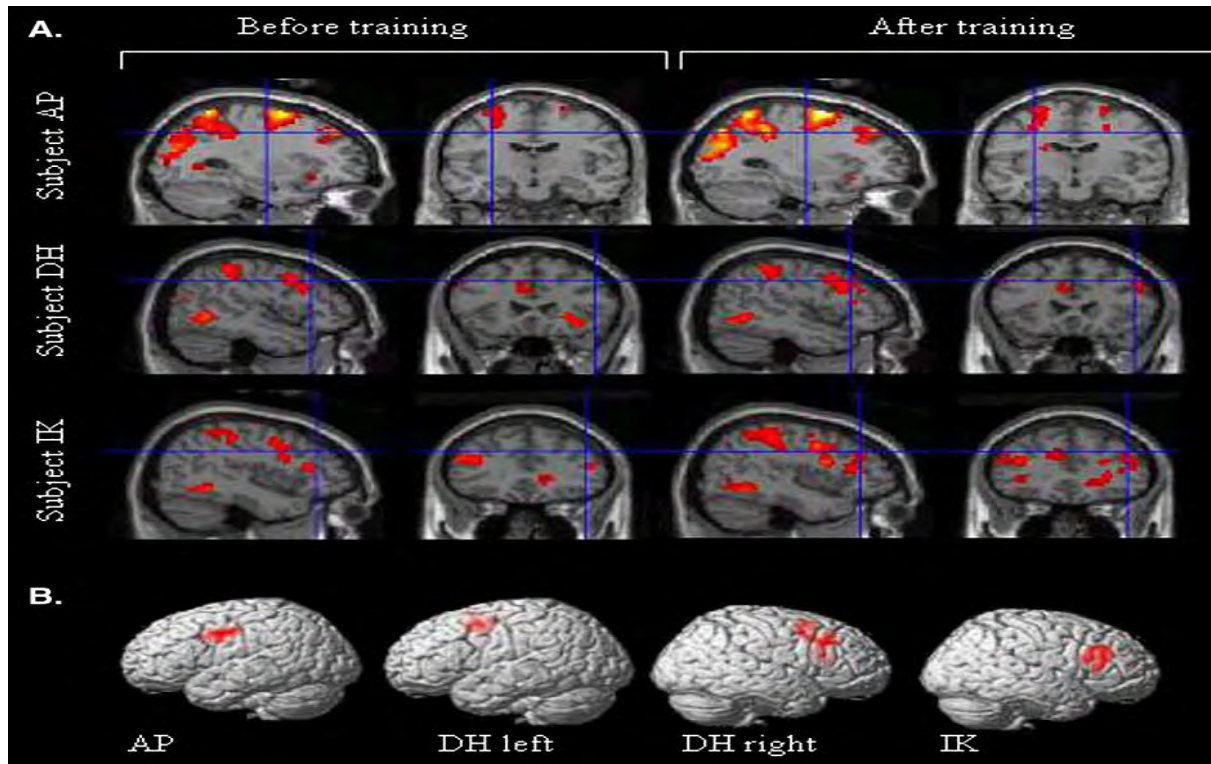 A.
Before training
After training
Subject AP
Subject DH
Subject IK
B.
AP
DH left
DH right
IK